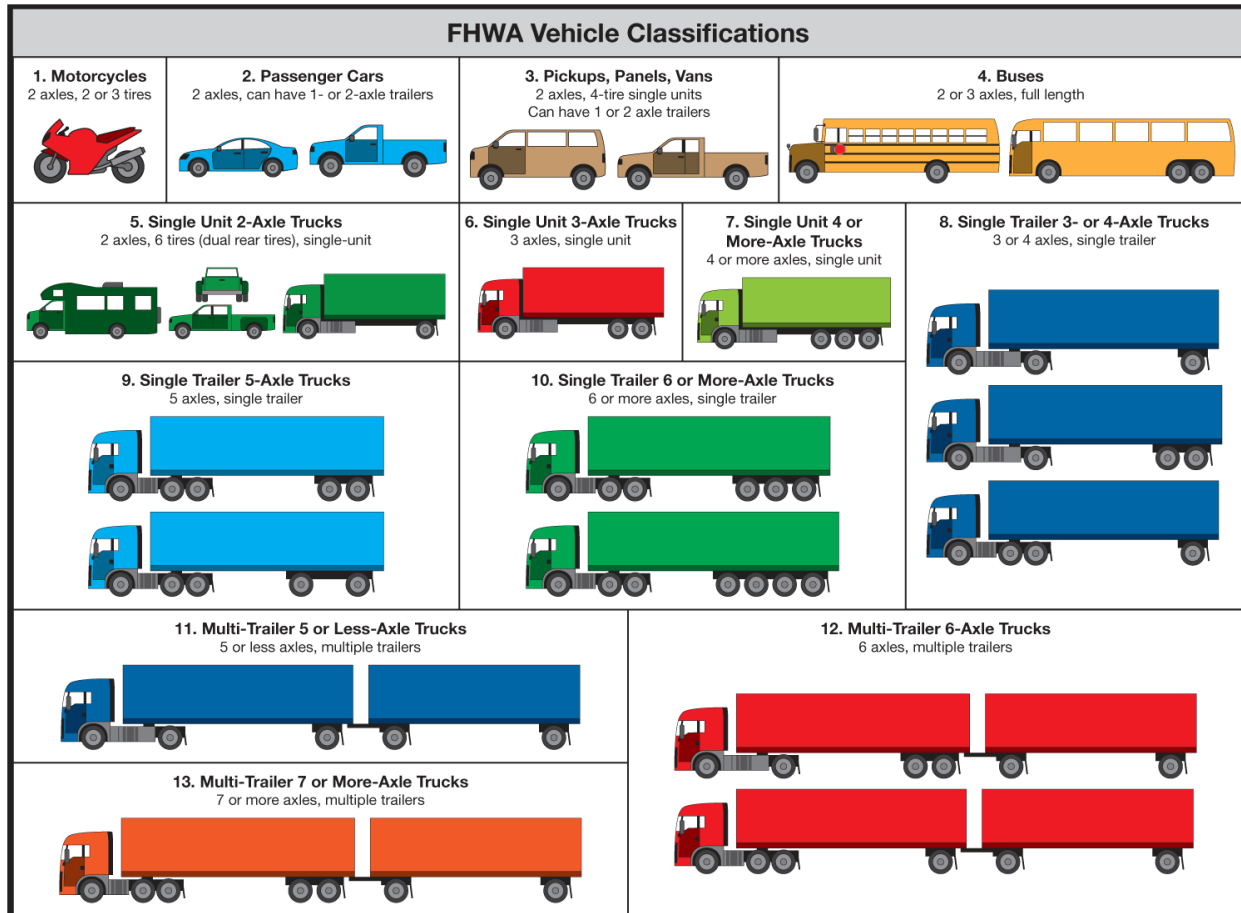 FHWA Vehicle Classifications
1. Motorcycles
2 axles, 2 or 3 tires
2. Passenger Cars
2 axles, can have 1- or 2-axle trailers
3. Pickups, Panels, Vans
2 axles, 4-tire single units
Can have 1 or 2 axle trailers
4. Buses
2 or 3 axles, full length
5. Single Unit 2-Axle Trucks
2 axles, 6 tires (dual rear tires), single-unit
6. Single Unit 3-Axle Trucks
3 axles, single unit
7. Single Unit 4 or
More-Axle Trucks
4 or more axles, single unit
8. Single Trailer 3- or 4-Axle Trucks
3 or 4 axles, single trailer
9. Single Trailer 5-Axle Trucks
5 axles, single trailer
10. Single Trailer 6 or More-Axle Trucks
6 or more axles, single trailer
11. Multi-Trailer 5 or Less-Axle Trucks
5 or less axles, multiple trailers
12. Multi-Trailer 6-Axle Trucks
6 axles, multiple trailers
13. Multi-Trailer 7 or More-Axle Trucks
7 or more axles, multiple trailers